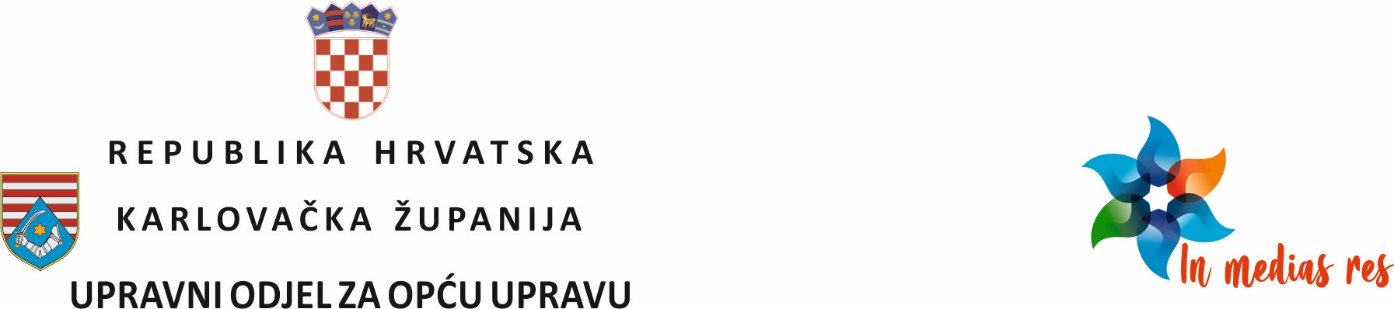 REPUBLIKA HRVATSKA
KARLOVAČKA ŽUPANIJA
UPRAVNI ODJEL ZA OPĆU UPRAVU
In medias res